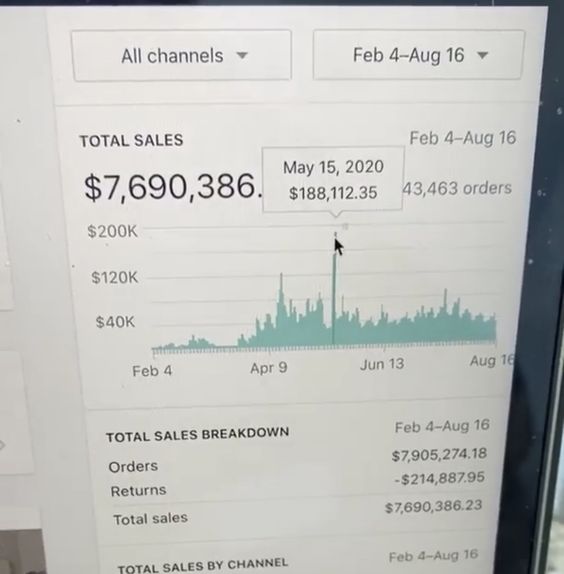 All channels
Feb 4–Aug 16
TOTAL SALES
Feb 4–Aug 16
$7,690,386.
43,463 orders
May 15, 2020
$188,112.35
$200K
$120K
$40K
Feb 4
Apr 9
Jun 13
Aug 16
TOTAL SALES BREAKDOWN
Feb 4–Aug 16
Orders
$7,905,274.18
Returns
-$214,887.95
Total sales
$7,690,386.23
TOTAL SALES BY CHANNEL
Feb 4–Aug 16